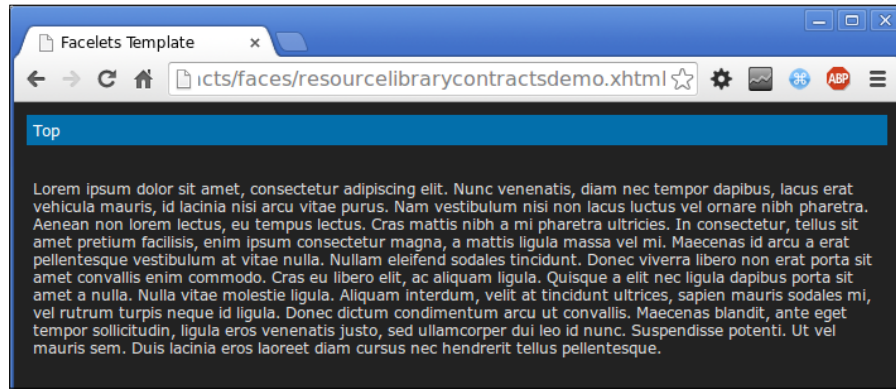 Facelets Template
ıcts/faces/resourcelibrarycontractsdemo.xhtml
ABP
Top
Lorem ipsum dolor sit amet, consectetur adipiscing elit. Nunc venenatis, diam nec tempor dapibus, lacus erat
vehicula mauris, id lacinia nisi arcu vitae purus. Nam vestibulum nisi non lacus luctus vel ornare nibh pharetra.
Aenean non lorem lectus, eu tempus lectus. Cras mattis nibh a mi pharetra ultricies. In consectetur, tellus sit
amet pretium facilisis, enim ipsum consectetur magna, a mattis ligula massa vel mi. Maecenas id arcu a erat
pellentesque vestibulum at vitae nulla. Nullam eleifend sodales tincidunt. Donec viverra libero non erat porta sit
amet convallis enim commodo. Cras eu libero elit, ac aliquam ligula. Quisque a elit nec ligula dapibus porta sit
amet a nulla. Nulla vitae molestie ligula. Aliquam interdum, velit at tincidunt ultrices, sapien mauris sodales mi,
vel rutrum turpis neque id ligula. Donec dictum condimentum arcu ut convallis. Maecenas blandit, ante eget
tempor sollicitudin, ligula eros venenatis justo, sed ullamcorper dui leo id nunc. Suspendisse potenti. Ut vel
mauris sem. Duis lacinia eros laoreet diam cursus nec hendrerit tellus pellentesque.